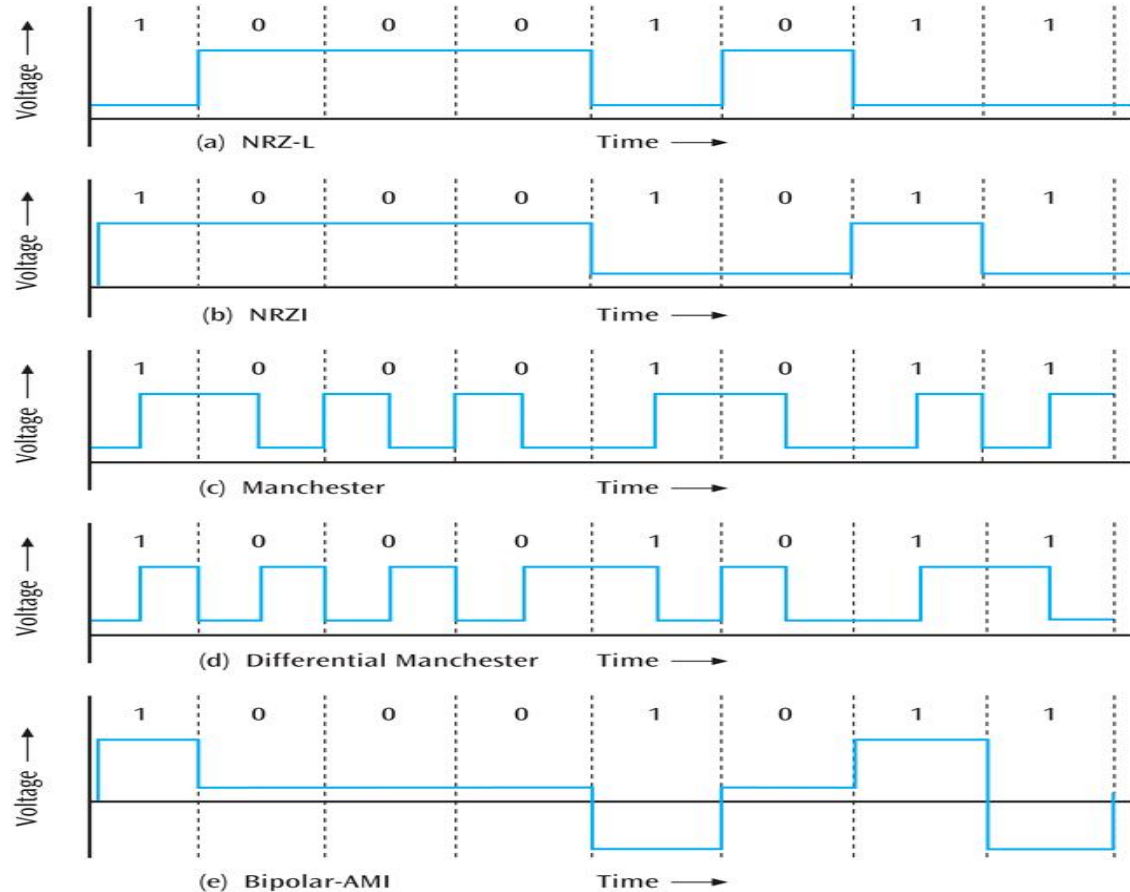 1 0 0 0 1 0 1 1
Voltage →
(a) NRZ-L Time →
1 0 0 0 1 0 1 1
Voltage →
(b) NRZI Time →
1 0 0 0 1 0 1 1
Voltage →
(c) Manchester Time →
1 0 0 0 1 0 1 1
Voltage →
(d) Differential Manchester Time →
1 0 0 0 1 0 1 1
Voltage →
(e) Bipolar-AMI Time →